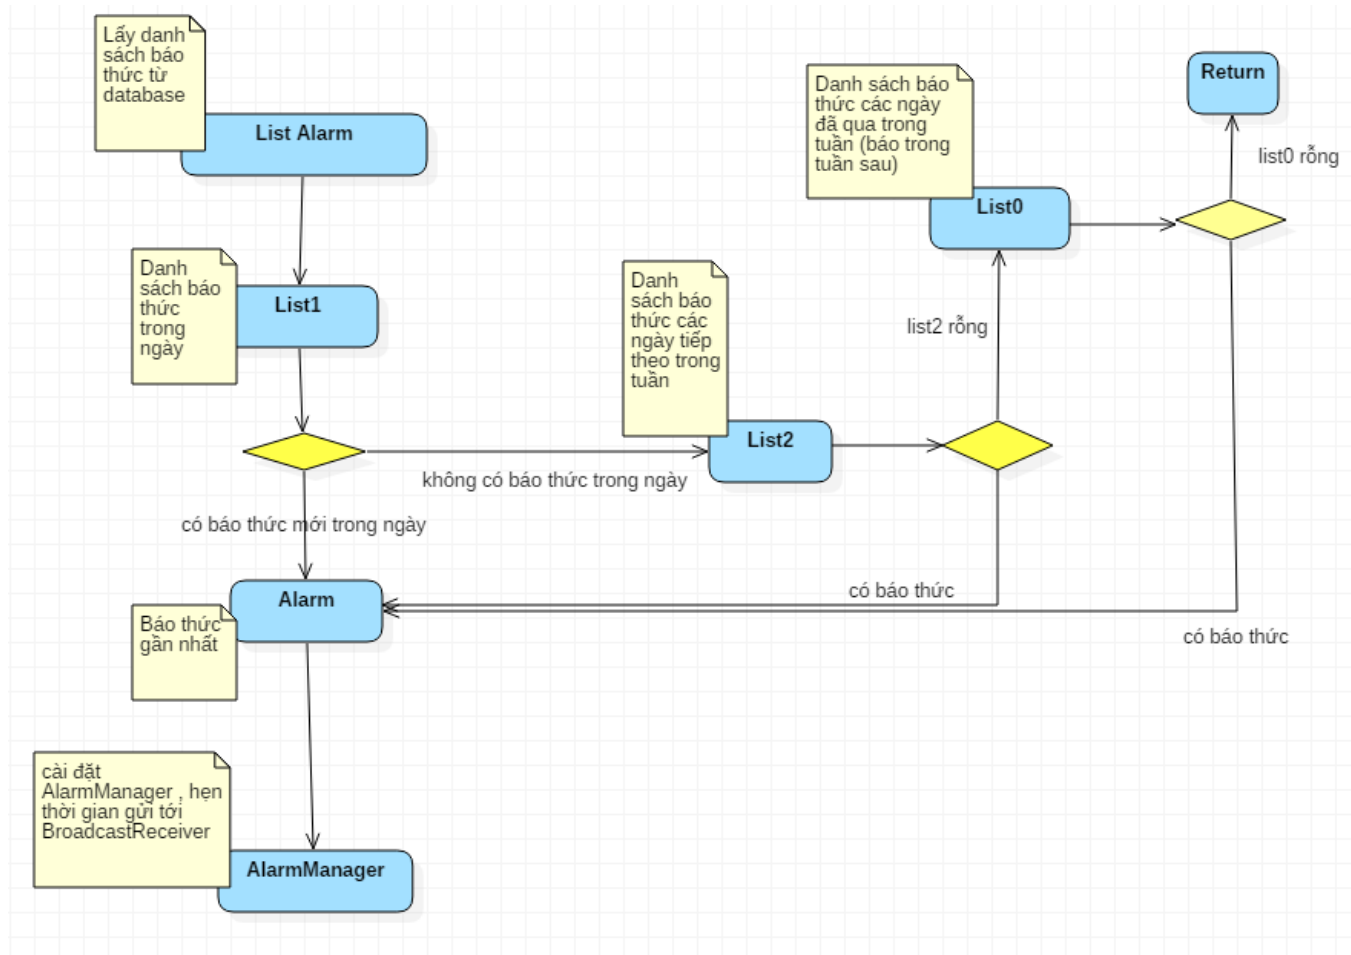 Lấy danh
sách báo
thức từ
database
List Alarm
Danh sách báo
thức các ngày
đã qua trong
tuần (báo trong
tuần sau)
Return
list0 rỗng
List0
Danh
sách báo
thức
trong
ngày
List1
Danh
sách báo
thức các
ngày tiếp
theo trong
tuần
list2 rỗng
List2
không có báo thức trong ngày
có báo thức mới trong ngày
Alarm
có báo thức
có báo thức
Báo thức
gần nhất
cài đặt
AlarmManager , hẹn
thời gian gửi tới
BroadcastReceiver
AlarmManager